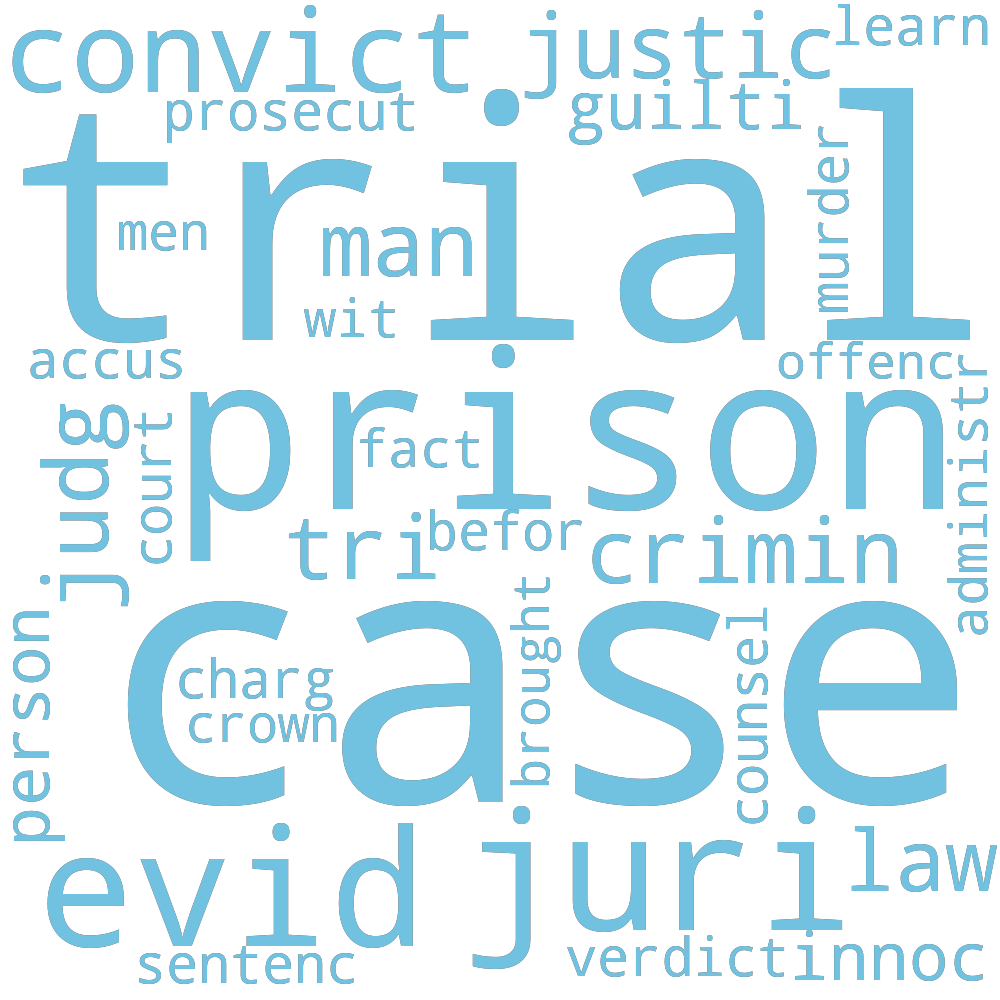 convict
justic
learn
prosecut
guilti
trial
men
man
murder
wit
accus
offencr
prison
judg
court
fact
administr
tri
befor
crimin
case
person
charg
crown
brought
counsel
evid
juri
law
sentenc
verdict
innoc